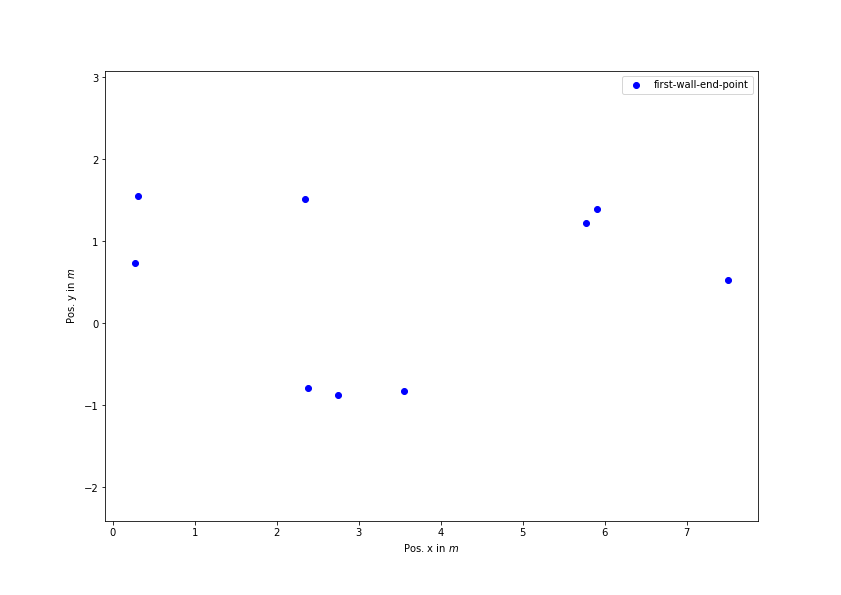 first-wall-end-point
3
2
1
0
−1
−2
Pos. y in m
0 1 2 3 4 5 6 7
Pos. x in m